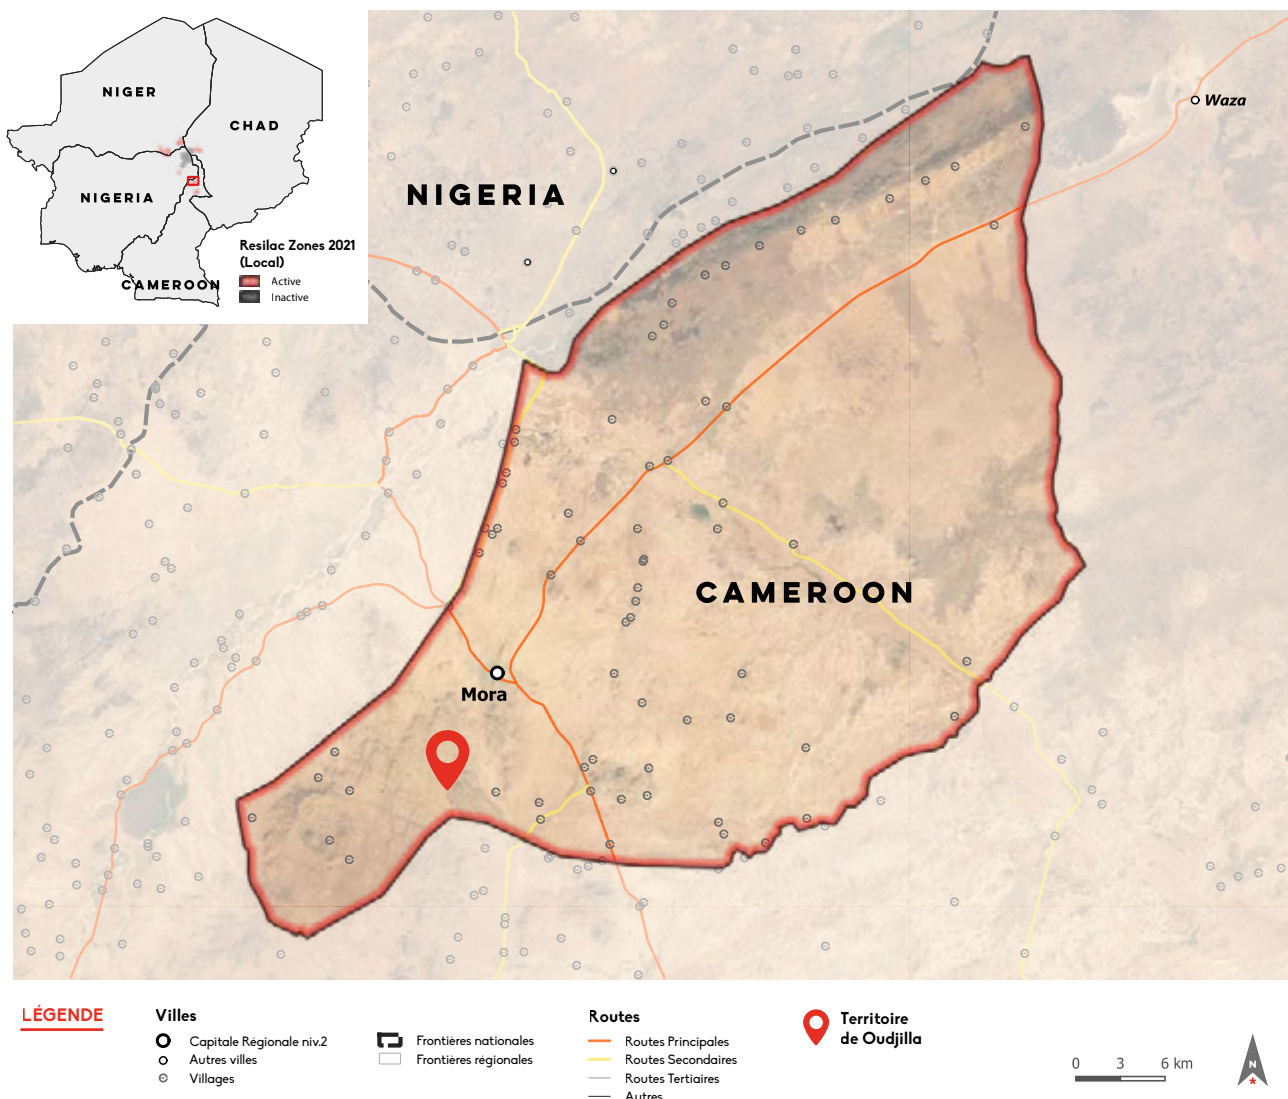 NIGER
CHAD
NIGERIA
CAMEROON
Resilac Zones 2021
(Local)
Active
Inactive
Waza
NIGERIA
CAMEROON
Mora
LÉGENDE
Villes
Capitale Régionale niv.2
Autres villes
Villages
Frontières nationales
Frontières régionales
Routes
Routes Principales
Routes Secondaires
Routes Tertiaires
Autres
Territoire
de Oudjilla
0 3 6 km
N